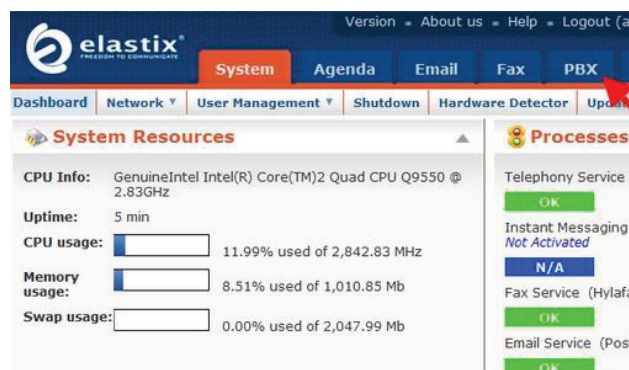 Version About us Help Logout (a
elastix
FREEDOM TO COMMUNICATE
System Agenda Email Fax PBX
Dashboard Network User Management Shutdown Hardware Detector
System Resources
Processes
CPU Info: GenuineIntel Intel(R) Core(TM)2 Quad CPU Q9550 @
2.83GHz
Uptime: 5 min
CPU usage: 11.99% used of 2,842.83 MHz
Memory
usage: 8.51% used of 1,010.85 Mb
Swap usage: 0.00% used of 2,047.99 Mb
Telephony Service
OK
Instant Messaging
Not Activated
N/A
Fax Service (Hylafa
OK
Email Service (Pos
OK